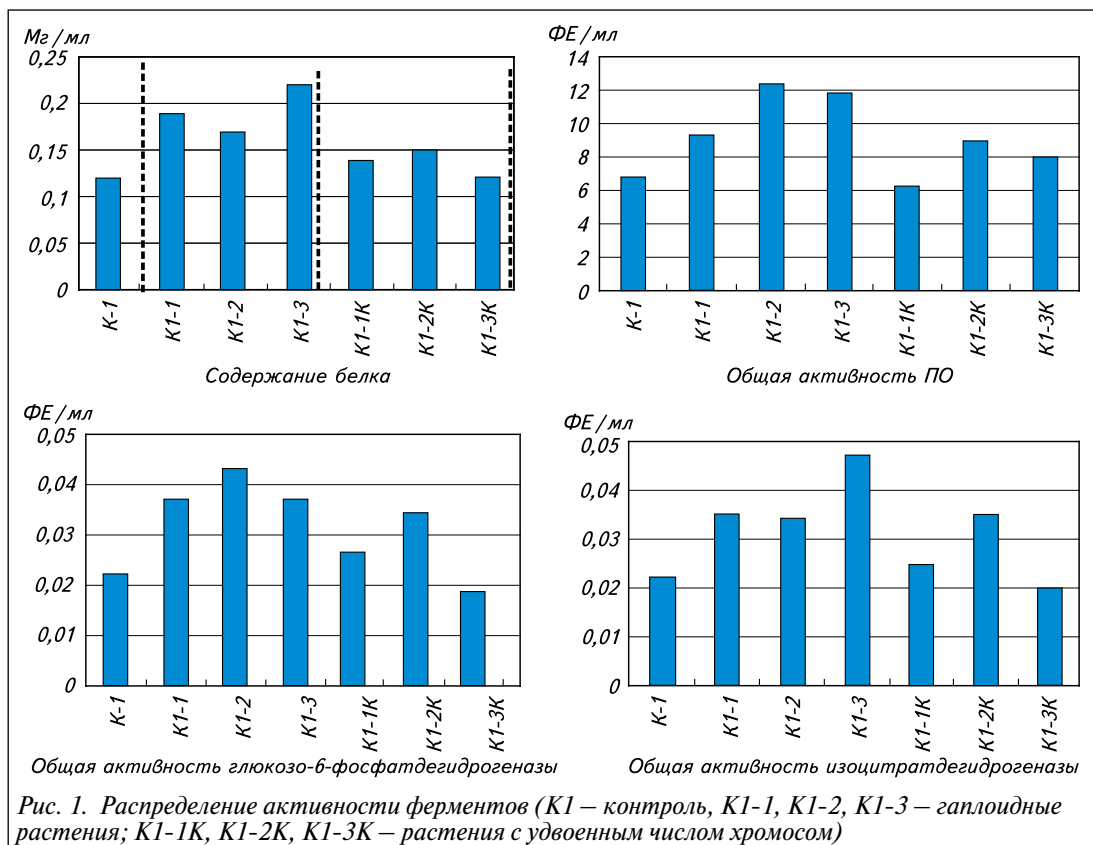 Мг/мл
0,25
0,2
0,15
0,1
0,05
0
К-1
К1-1
К1-2
К1-3
К1-1К
К1-2К
К1-3К
Содержание белка
ФЕ/мл
14
12
10
8
6
4
2
0
К-1
К1-1
К1-2
К1-3
К1-1К
К1-2К
К1-3К
Общая активность ПО
ФЕ/мл
0,05
0,04
0,03
0,02
0,01
0
К-1
К1-1
К1-2
К1-3
К1-1К
К1-2К
К1-3К
Общая активность глюкозо-6-фосфатдегидрогеназы
ФЕ/мл
0,05
0,04
0,03
0,02
0,01
0
К-1
К1-1
К1-2
К1-3
К1-1К
К1-2К
К1-3К
Общая активность изоцитратдегидрогеназы
Рис. 1. Распределение активности ферментов (К1 – контроль, К1-1, К1-2, К1-3 – гаплоидные
растения; К1-1К, К1-2К, К1-3К – растения с удвоенным числом хромосом)